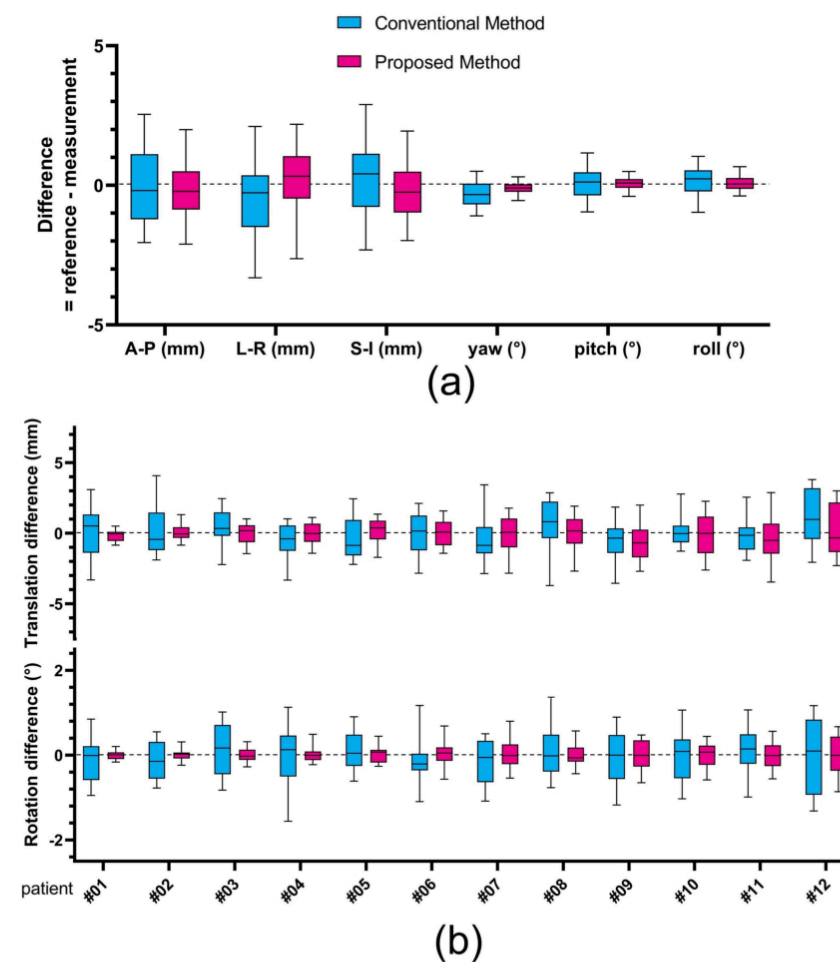 Conventional Method
Proposed Method
Difference
= reference - measurement
5
0
-5
A-P (mm) L-R (mm) S-I (mm) yaw (°) pitch (°) roll (°)
(a)
Translation difference (mm)
5
0
-5
Rotation difference (°)
2
0
-2
patient #01 #02 #03 #04 #05 #06 #07 #08 #09 #10 #11 #12
(b)